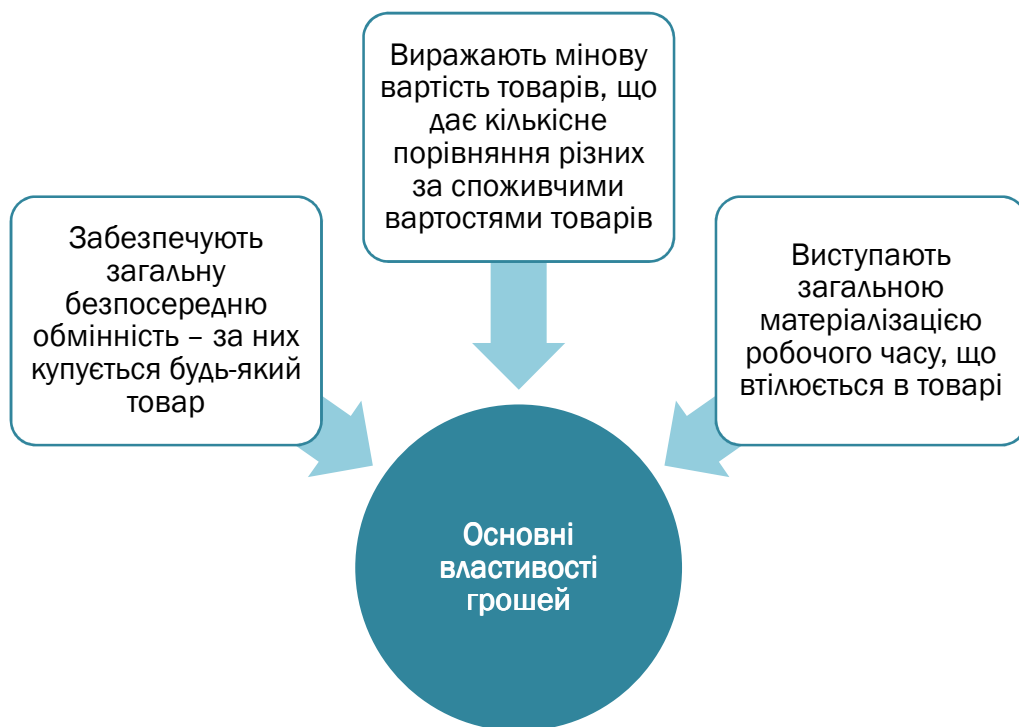 Виражають мінову
вартість товарів, що
дає кількісне
порівняння різних
за споживчими
вартостями товарів
Забезпечують
загальну
безпосередню
обмінність – за них
купується будь-який
товар
Виступають
загальною
матеріалізацією
робочого часу, що
втілюється в товарі
Основні
властивості
грошей